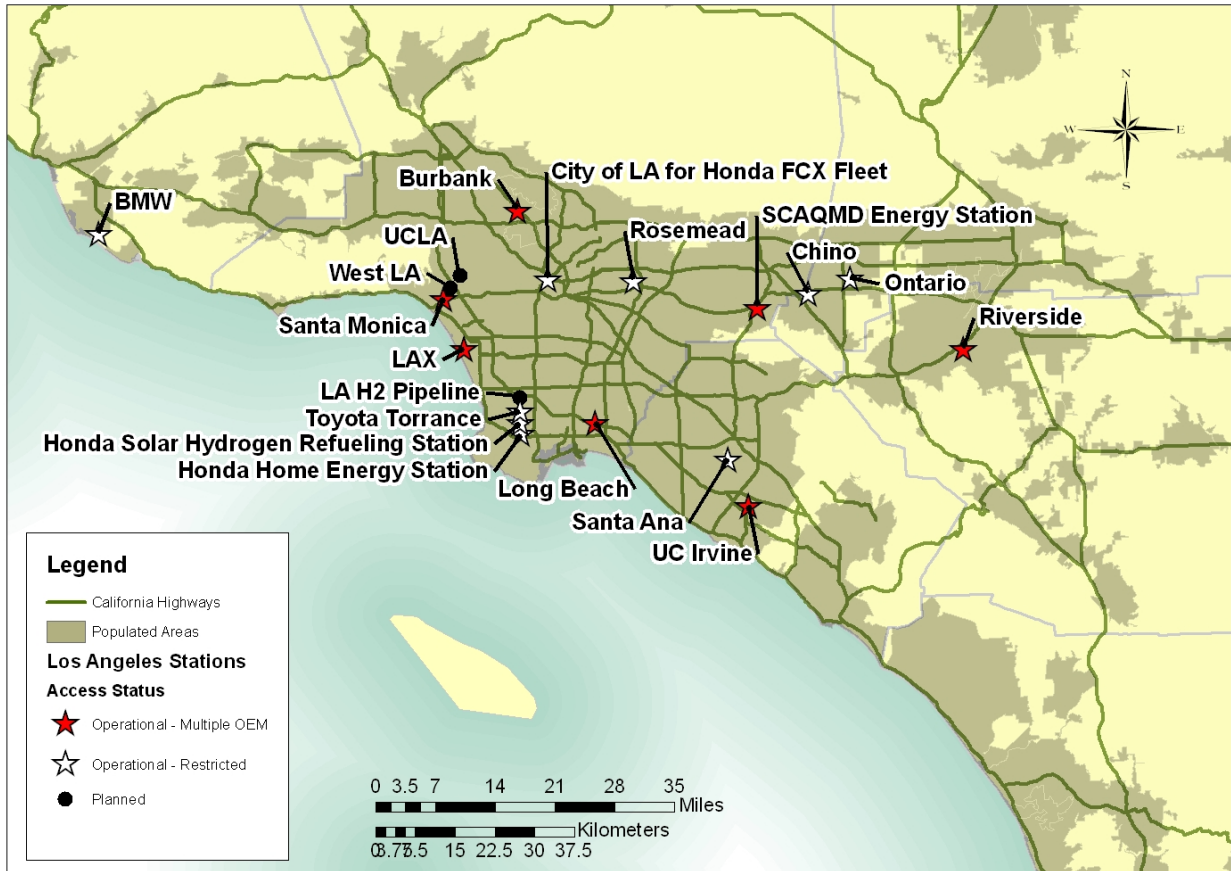 N
W
E
S
City of LA for Honda FCX Fleet
Burbank
BMW
SCAQMD Energy Station
Rosemead
UCLA
Chino
West LA
Ontario
Santa Monica
Riverside
LAX
LA H2 Pipeline
Toyota Torrance
Honda Solar Hydrogen Refueling Station
Honda Home Energy Station
Long Beach
Santa Ana
UC Irvine
Legend
California Highways
Populated Areas
Los Angeles Stations
Access Status
Operational - Multiple OEM
Operational - Restricted
Planned
0 3.5 7 14 21 28 35
Miles
Kilometers
15 22.5 30 37.5